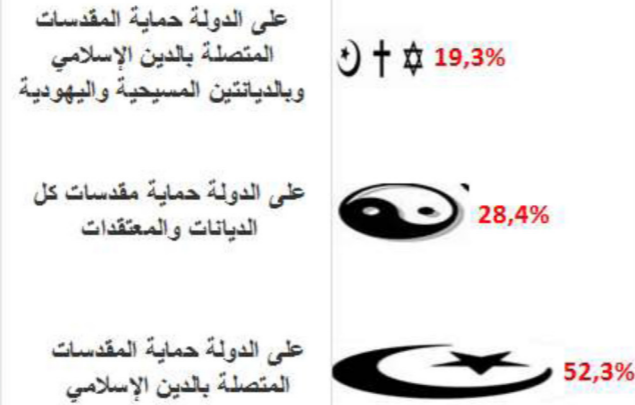 على الدولة حماية المقدسات
المتصلة بالدين الإسلامي
وبالديانتين المسيحية واليهودية
19,3%
على الدولة حماية مقدسات كل
الديانات والمعتقدات
28,4%
على الدولة حماية المقدسات
المتصلة بالدين الإسلامي
52,3%